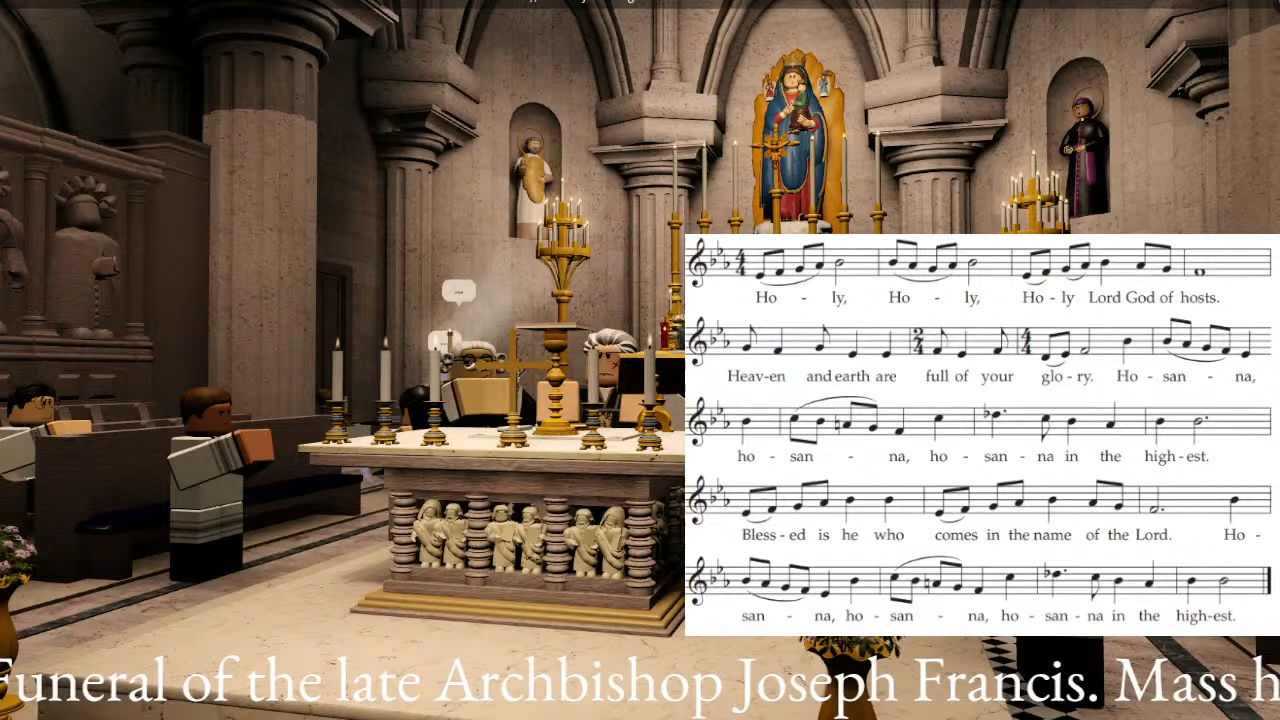 Ho - ly, Ho - ly, Ho - ly Lord God of hosts.
Heav-en and earth are full of your glo - ry. Ho - san - na,
ho - san - na, ho - san - na in the high - est.
Bless - ed is he who comes in the name of the Lord. Ho -
san - na, ho - san - na, ho - san - na in the high-est.
...
Funeral of the late Archbishop Joseph Francis. Mass